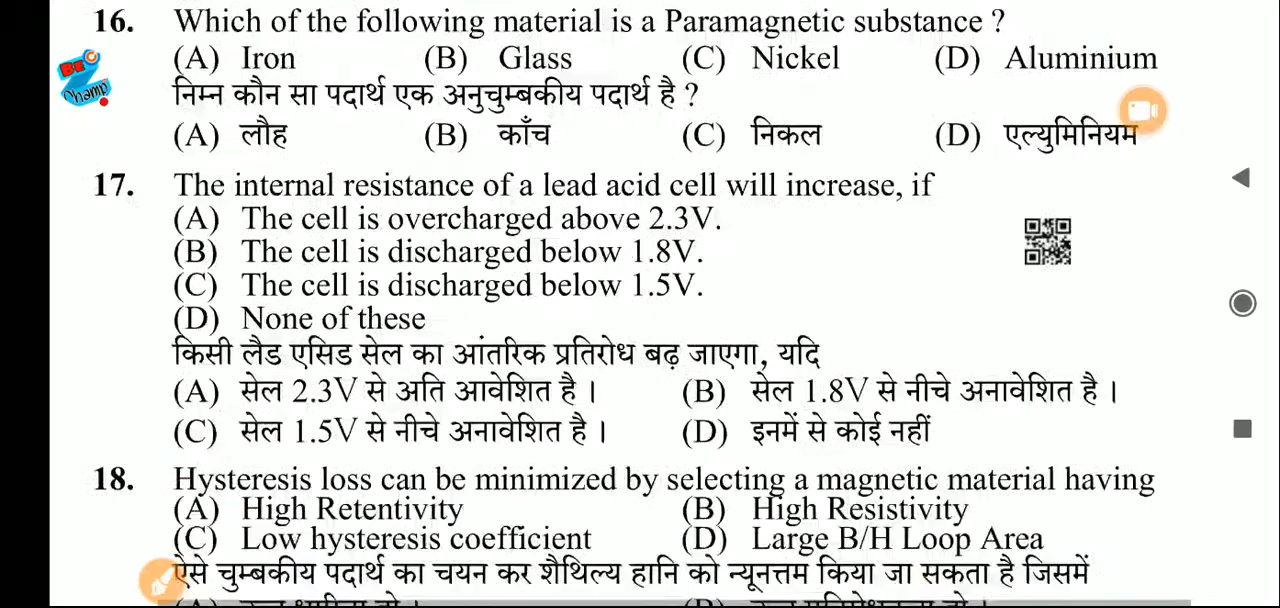 16. Which of the following material is a Paramagnetic substance ?
(A) Iron (B) Glass (C) Nickel (D) Aluminium
Be Champ!
निम्न कौन सा पदार्थ एक अनुचुम्बकीय पदार्थ है ?
(A) लौह (B) काँच (C) निकल (D) एल्युमिनियम
17. The internal resistance of a lead acid cell will increase, if
(A) The cell is overcharged above 2.3V.
(B) The cell is discharged below 1.8V.
(C) The cell is discharged below 1.5V.
(D) None of these
किसी लैड एसिड सेल का आंतरिक प्रतिरोध बढ़ जाएगा, यदि
(A) सेल 2.3V से अति आवेशित है । (B) सेल 1.8V से नीचे अनावेशित है ।
(C) सेल 1.5V से नीचे अनावेशित है । (D) इनमें से कोई नहीं
18. Hysteresis loss can be minimized by selecting a magnetic material having
(A) High Retentivity (B) High Resistivity
(C) Low hysteresis coefficient (D) Large B/H Loop Area
ऐसे चुम्बकीय पदार्थ का चयन कर शैथिल्य हानि को न्यूनत्तम किया जा सकता है जिसमें